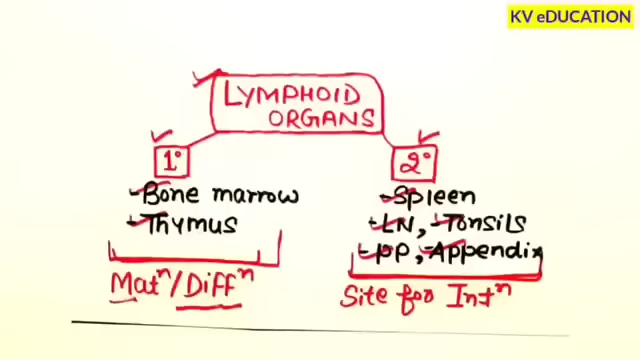 KV eDUCATION
LYMPHOID
ORGANS
1°
2°
- Bone marrow
- Thymus
Matⁿ/Diffⁿ
- Spleen
- LN, - Tonsils
- PP, - Appendix
Site for Intⁿ